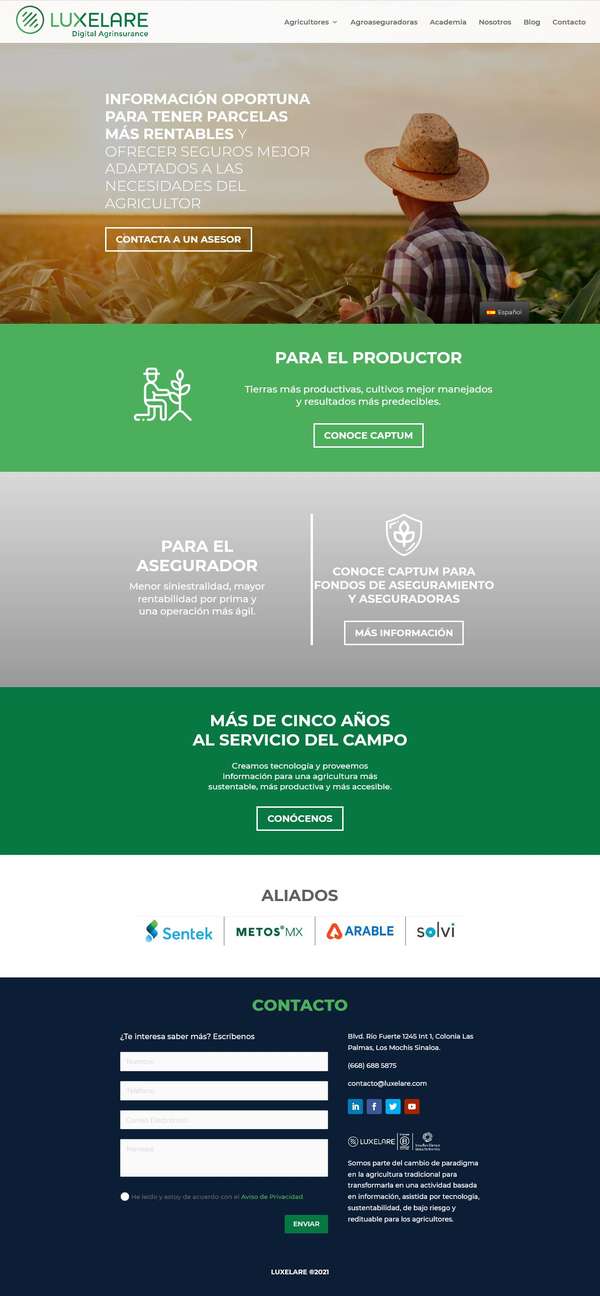 LUXELARE
Digital Agrinsurance
Agricultores
Agroaseguradoras
Academia
Nosotros
Blog
Contacto
INFORMACIÓN OPORTUNA
PARA TENER PARCELAS
MÁS RENTABLES Y
OFRECER SEGUROS MEJOR
ADAPTADOS A LAS
NECESIDADES DEL
AGRICULTOR
CONTACTA A UN ASESOR
Español
PARA EL PRODUCTOR
Tierras más productivas, cultivos mejor manejados
y resultados más predecibles.
CONOCE CAPTUM
PARA EL
ASEGURADOR
Menor siniestralidad, mayor
rentabilidad por prima y
una operación más ágil.
CONOCE CAPTUM PARA
FONDOS DE ASEGURAMIENTO
Y ASEGURADORAS
MÁS INFORMACIÓN
MÁS DE CINCO AÑOS
AL SERVICIO DEL CAMPO
Creamos tecnología y proveemos
información para una agricultura más
sustentable, más productiva y más accesible.
CONÓCENOS
ALIADOS
Sentek
METOS®MX
ARABLE
solvi
CONTACTO
¿Te interesa saber más? Escríbenos
Nombre
Teléfono
Correo Electrónico
Mensaje
He leído y estoy de acuerdo con el Aviso de Privacidad
ENVIAR
Blvd. Río Fuerte 1245 Int 1, Colonia Las
Palmas, Los Mochis Sinaloa.
(668) 688 5875
contacto@luxelare.com
LUXELARE
Somos parte del cambio de paradigma
en la agricultura tradicional para
transformarla en una actividad basada
en información, asistida por tecnología,
sustentabilidad, de bajo riesgo y
redituable para los agricultores.
LUXELARE ©2021